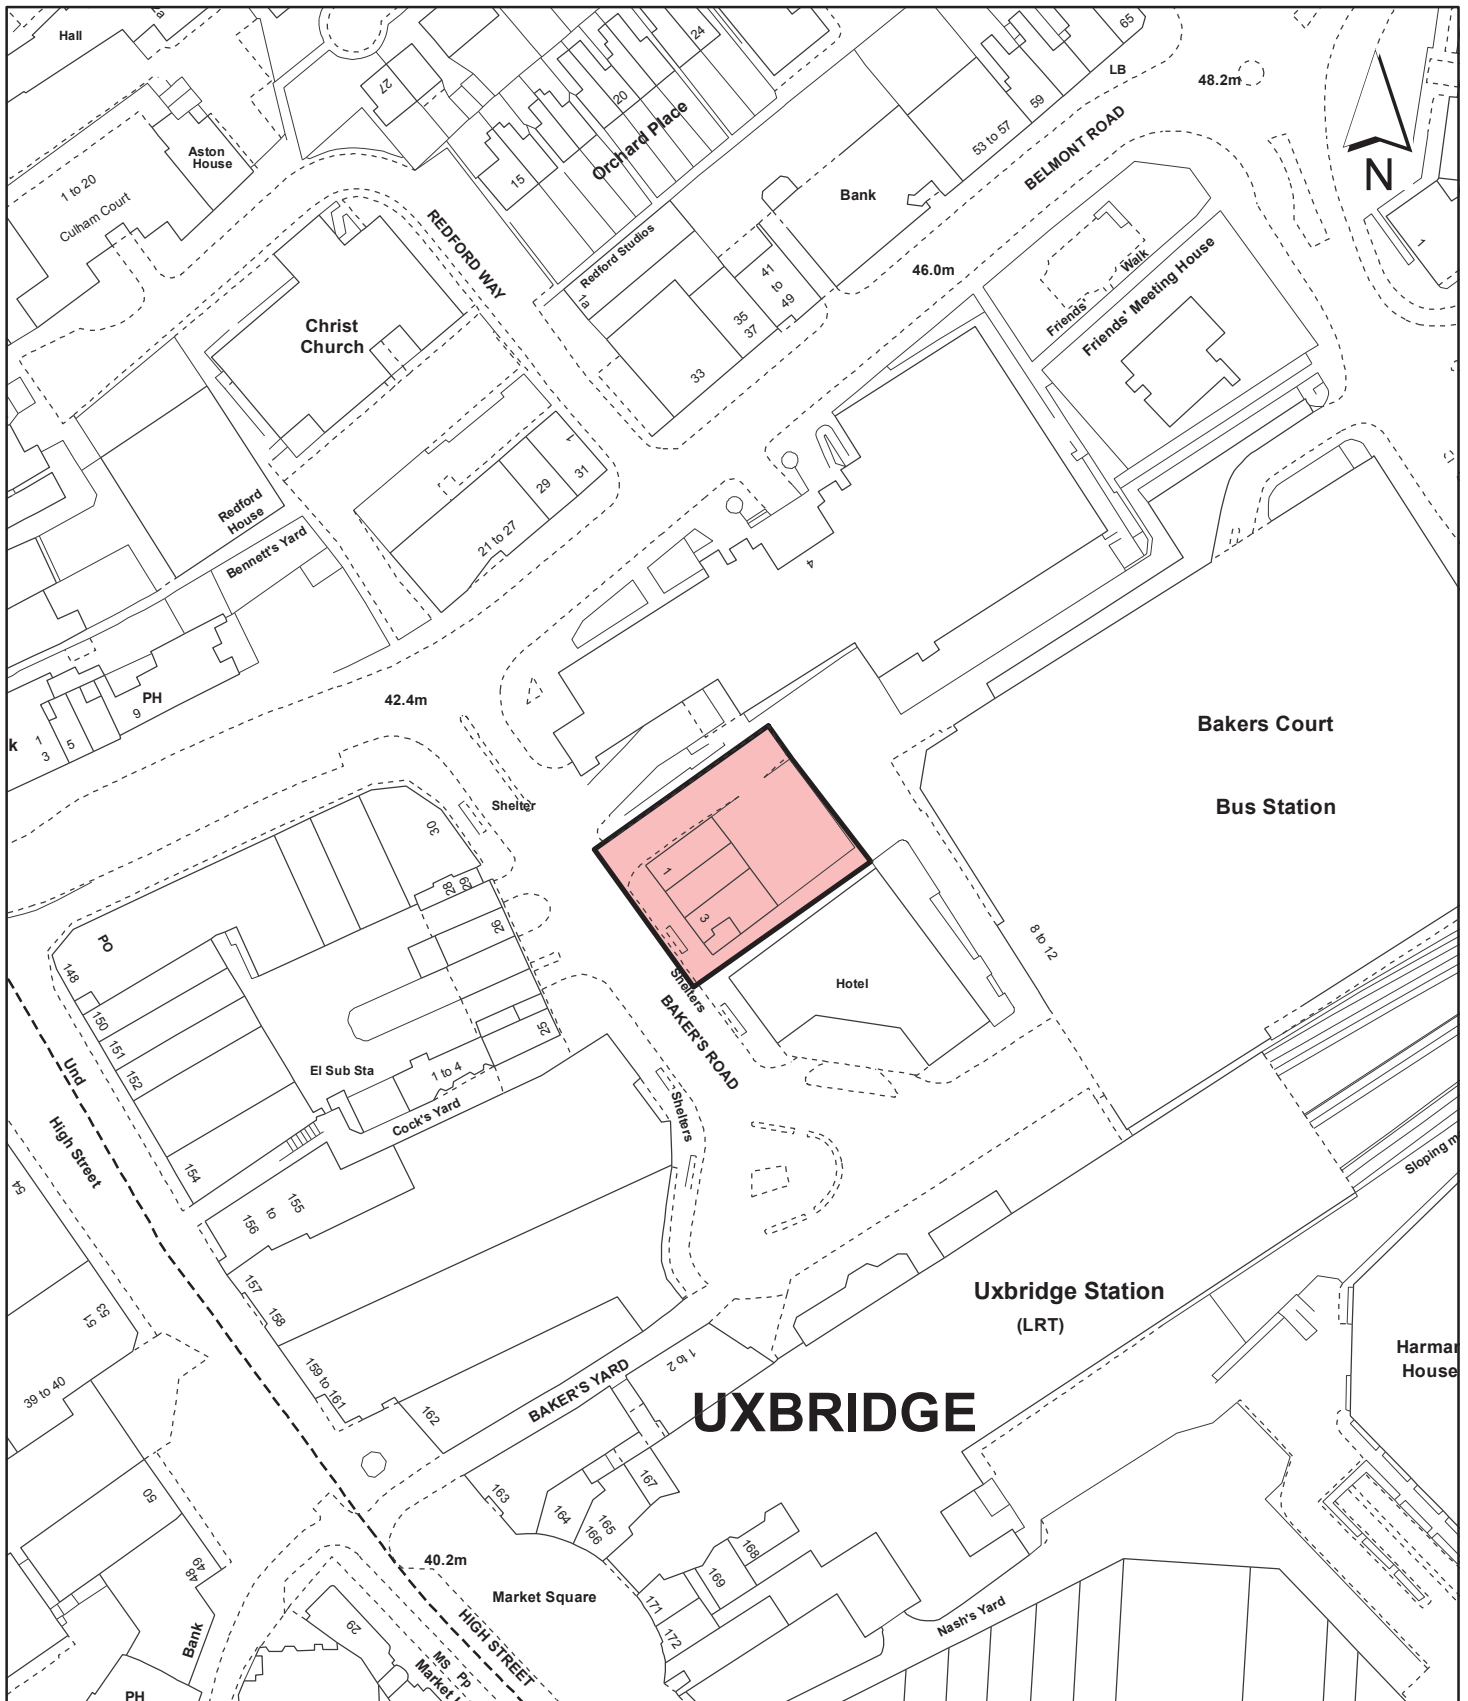 Hall
2a
24
65
LB
48.2m
27
20
59
Orchard Place
53 to 57
BELMONT ROAD
N
Aston
House
1 to 20
Culham Court
15
Bank
REDFORD WAY
Redford Studios
1
Walk
46.0m
41
to
49
Friends'
Friends' Meeting House
1a
35
37
Christ
Church
33
1
31
29
Redford
House
21 to 27
Bennett's Yard
4
PH
42.4m
9
k
1
3
5
Bakers Court
Shelter
Bus Station
30
1
28
29
3
26
PO
8 to 12
148
Shelters
Hotel
150
BAKER'S ROAD
25
151
Und
152
El Sub Sta
1 to 4
Shelters
Cock's Yard
High Street
154
Sloping m
54
155
to
156
157
Uxbridge Station
(LRT)
53
51
158
Harman
House
1 to 2
159 to 161
39 to 40
BAKER'S YARD
UXBRIDGE
162
167
163
50
164
165
166
168
40.2m
49
48
169
Market Square
171
Nash's Yard
HIGH STREET
29
172
Bank
MS
Pp
Market
PH